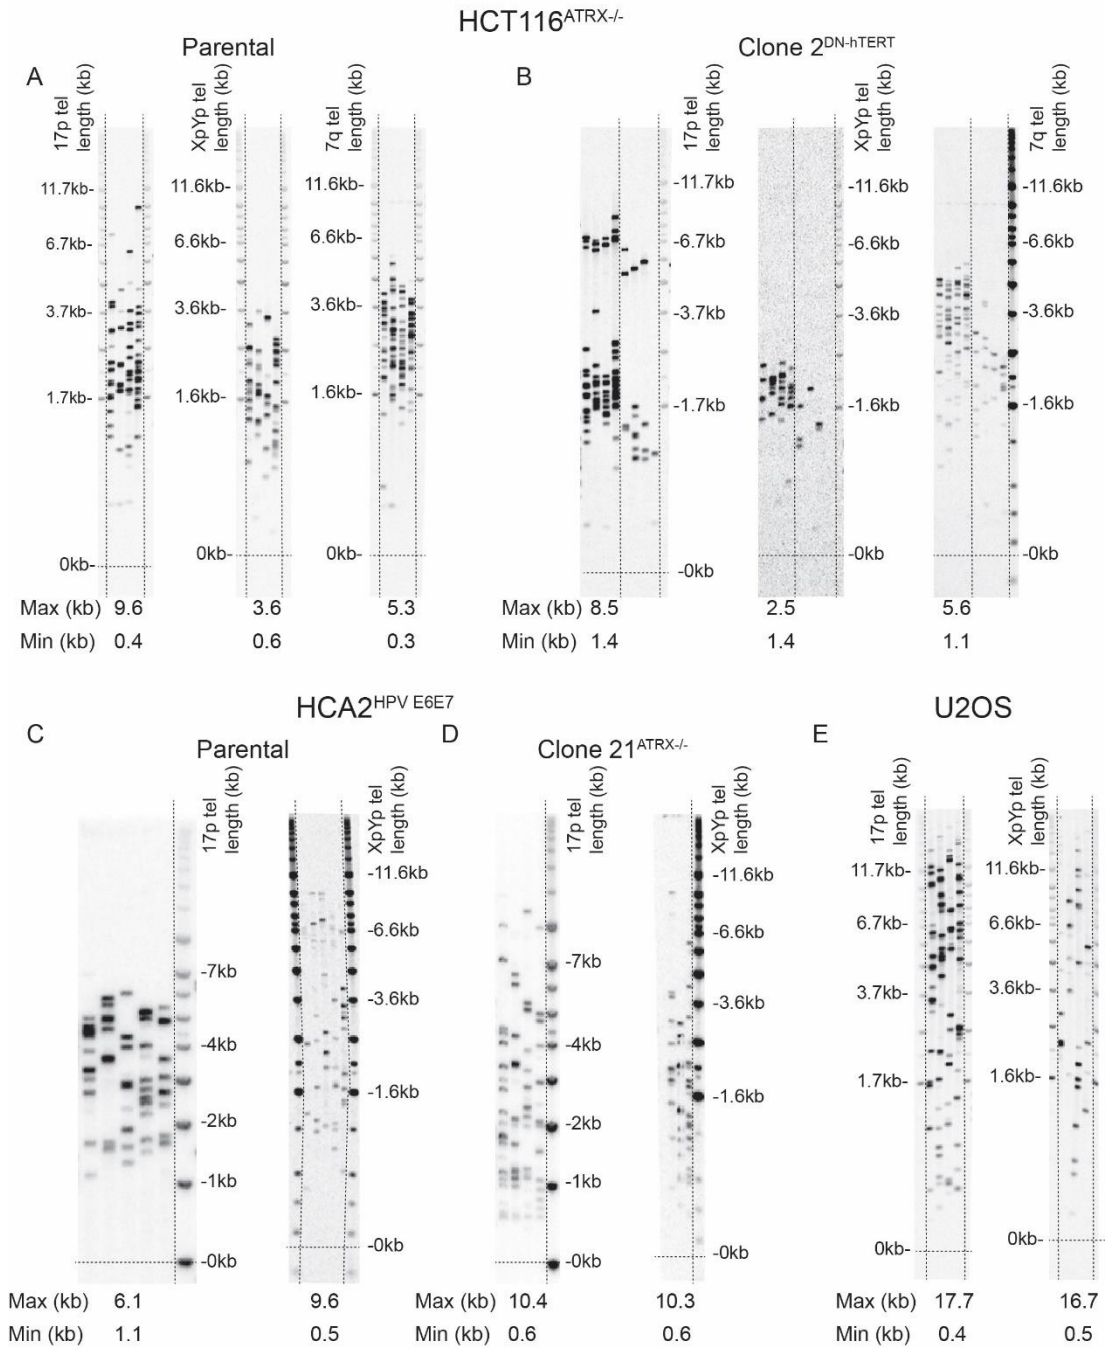 HCT116ATRX-/-
Parental
Clone 2DN-hTERT
A
B
17p tel length (kb)
XpYp tel length (kb)
7q tel length (kb)
17p tel length (kb)
XpYp tel length (kb)
7q tel length (kb)
11.7kb-
6.7kb-
3.7kb-
1.7kb-
0kb-
11.6kb-
6.6kb-
3.6kb-
1.6kb-
0kb-
11.6kb-
6.6kb-
3.6kb-
1.6kb-
0kb-
-11.7kb
-6.7kb
-3.7kb
-1.7kb
-0kb
-11.6kb
-6.6kb
-3.6kb
-1.6kb
-0kb
-11.6kb
-6.6kb
-3.6kb
-1.6kb
-0kb
Max (kb) 9.6 3.6 5.3
Min (kb) 0.4 0.6 0.3
Max (kb) 8.5 2.5 5.6
Min (kb) 1.4 1.4 1.1
HCA2HPV E6E7
U2OS
C
D
E
Parental
Clone 21ATRX-/-
17p tel length (kb)
XpYp tel length (kb)
17p tel length (kb)
XpYp tel length (kb)
17p tel length (kb)
XpYp tel length (kb)
-7kb
-4kb
-2kb
-1kb
-0kb
-11.6kb
-6.6kb
-3.6kb
-1.6kb
-0kb
-7kb
-4kb
-2kb
-1kb
-0kb
-11.6kb
-6.6kb
-3.6kb
-1.6kb
-0kb
11.7kb-
6.7kb-
3.7kb-
1.7kb-
0kb-
11.6kb-
6.6kb-
3.6kb-
1.6kb-
0kb-
Max (kb) 6.1 9.6
Min (kb) 1.1 0.5
Max (kb) 10.4 10.3
Min (kb) 0.6 0.6
Max (kb) 17.7 16.7
Min (kb) 0.4 0.5